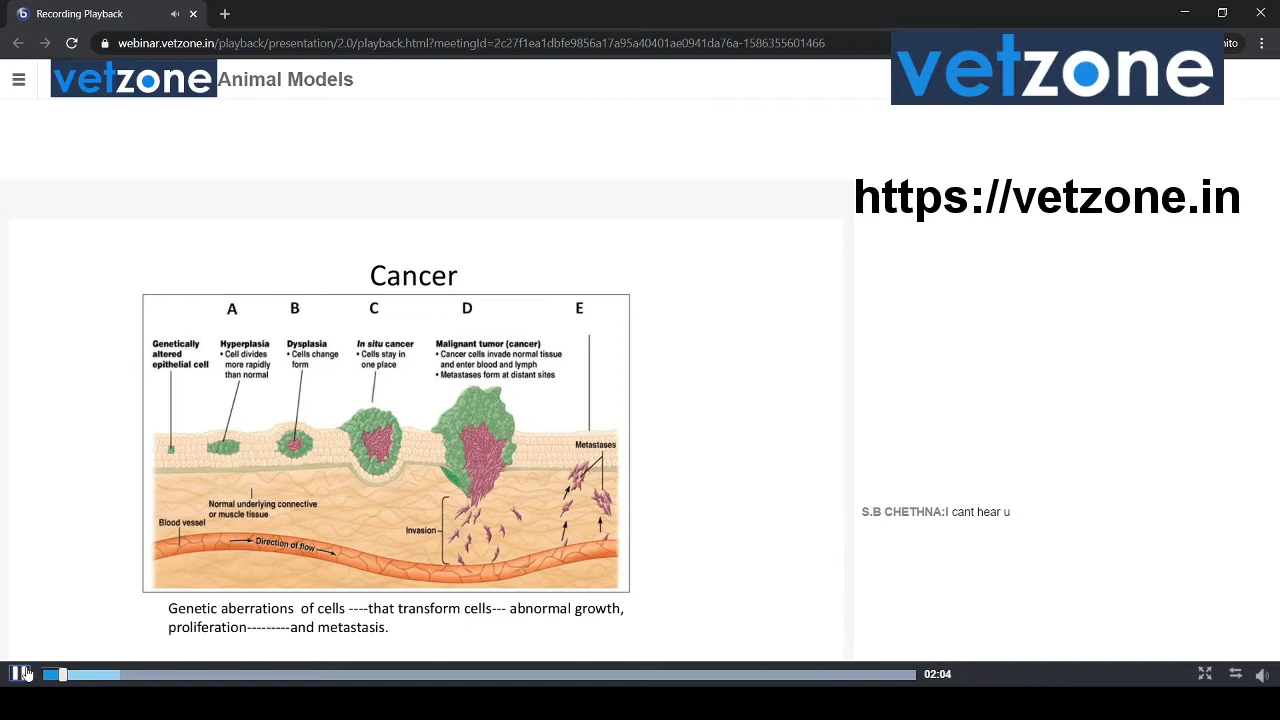 Recording Playback
webinar.vetzone.in/playback/presentation/2.0/playback.html?meetingId=2c27f1ea1dbfe9856a17a95a40401ae0941da76a-1586355601466
nito
vetzone
vetzone Animal Models
https://vetzone.in
Cancer
A B C D E
Genetically
altered
epithelial cell
Hyperplasia
• Cell divides
more rapidly
than normal
Dysplasia
• Cells change
form
In situ cancer
• Cells stay in
one place
Malignant tumor (cancer)
• Cancer cells invade normal tissue
and enter blood and lymph
• Metastases form at distant sites
Metastases
Normal underlying connective
or muscle tissue
Blood vessel
Direction of flow
Invasion
S.B CHETHNA:I cant hear u
Genetic aberrations of cells ----that transform cells--- abnormal growth,
proliferation---------and metastasis.
02:04